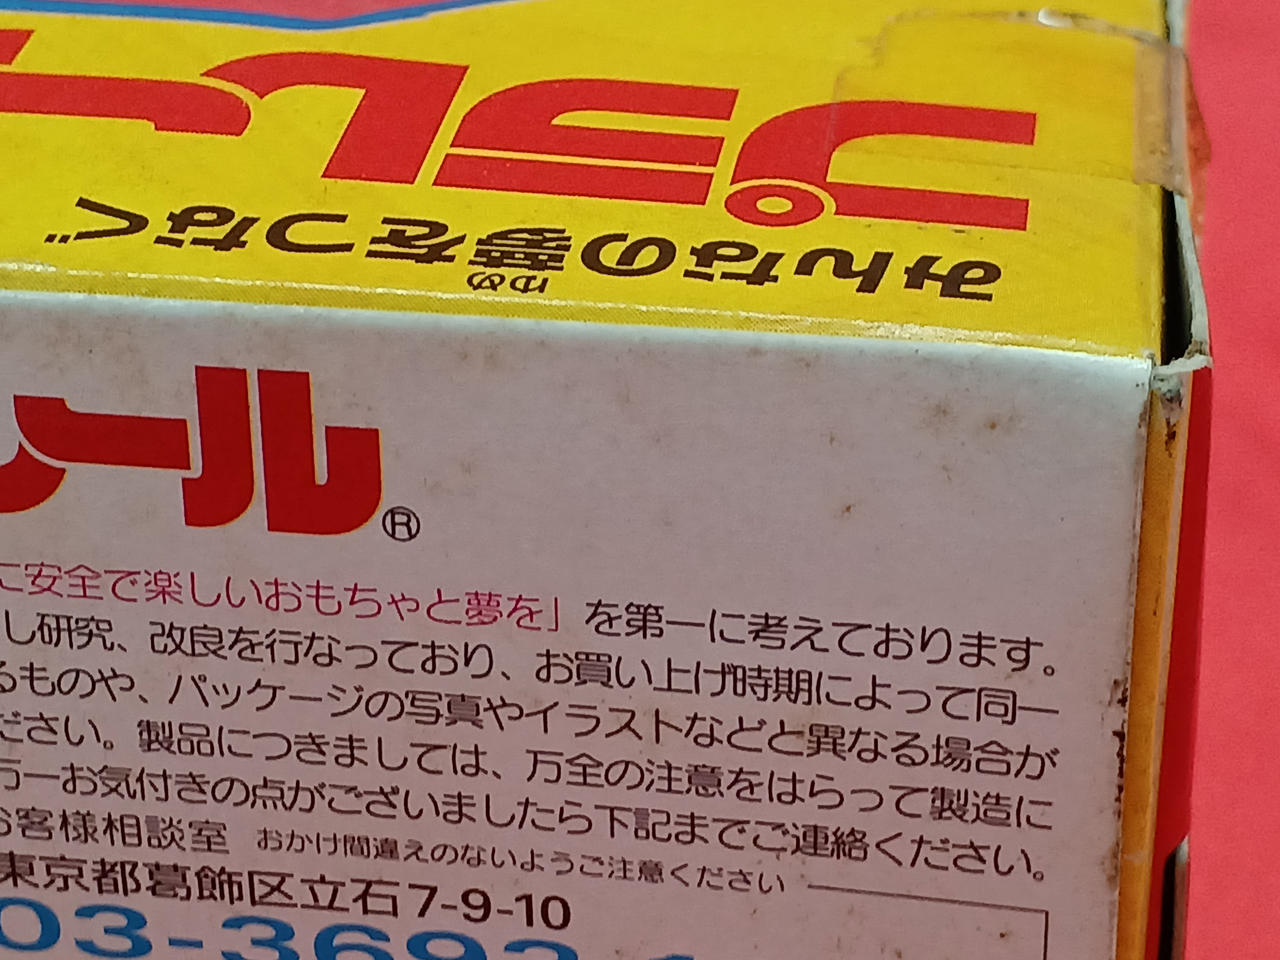 プラレー
みんなの夢をつなぐ
ゆめ
ール®
に安全で楽しいおもちゃと夢を」を第一に考えております。
し研究、改良を行なっており、お買い上げ時期によって同一
るものや、パッケージの写真やイラストなどと異なる場合が
ださい。製品につきましては、万全の注意をはらって製造に
万一お気付きの点がございましたら下記までご連絡ください。
お客様相談室 おかけ間違えのないようご注意ください
東京都葛飾区立石7-9-10
03-3693